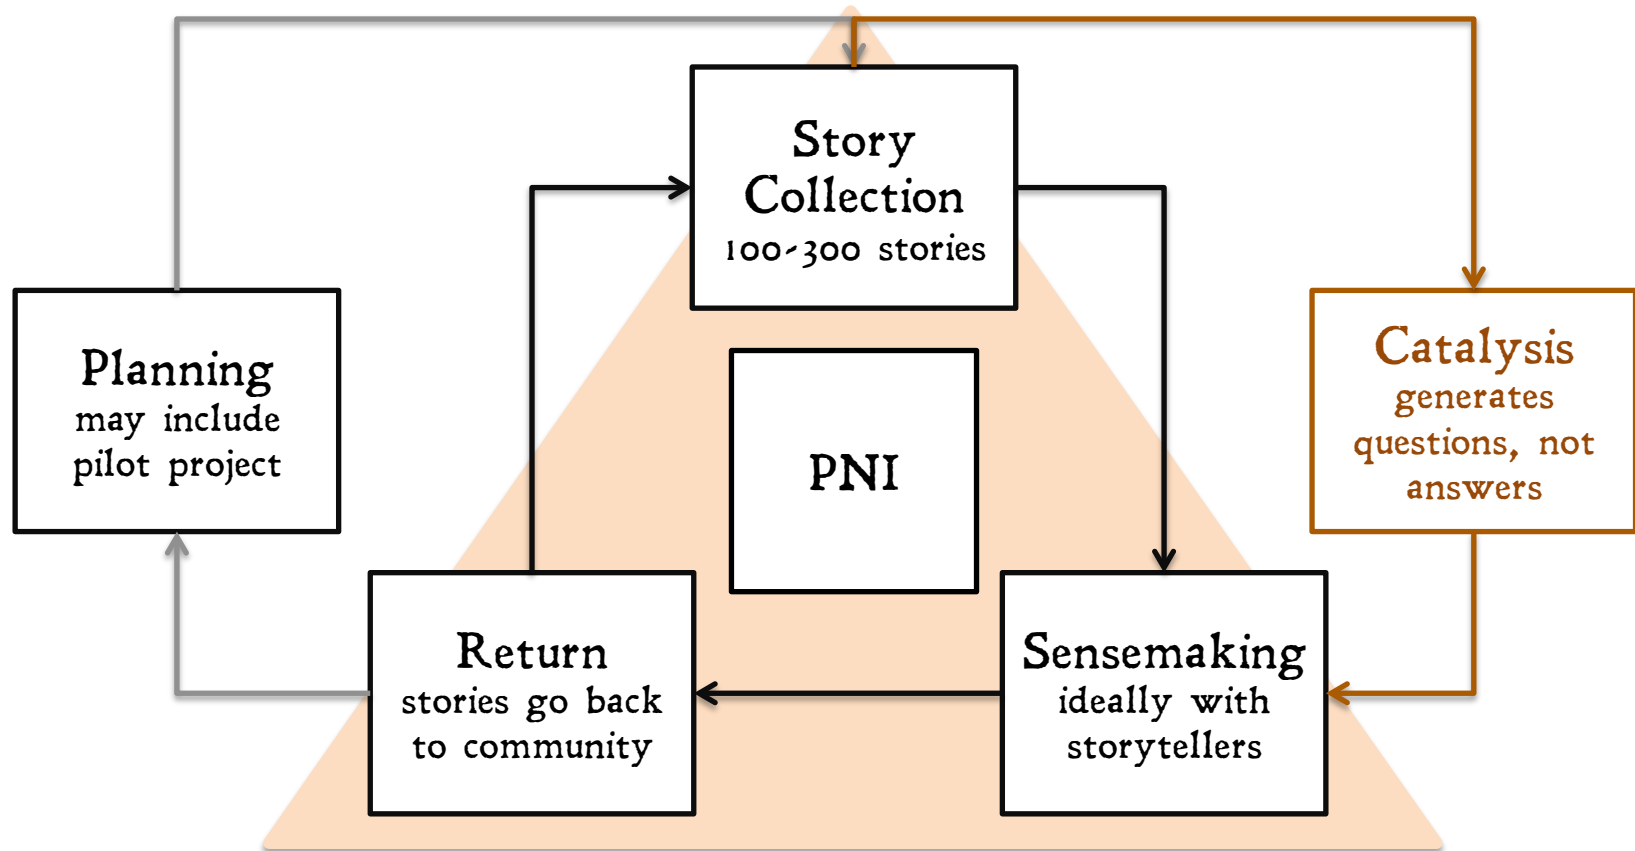 Story
Collection
100-300 stories
Planning
may include
pilot project
PNI
Catalysis
generates
questions, not
answers
Return
stories go back
to community
Sensemaking
ideally with
storytellers